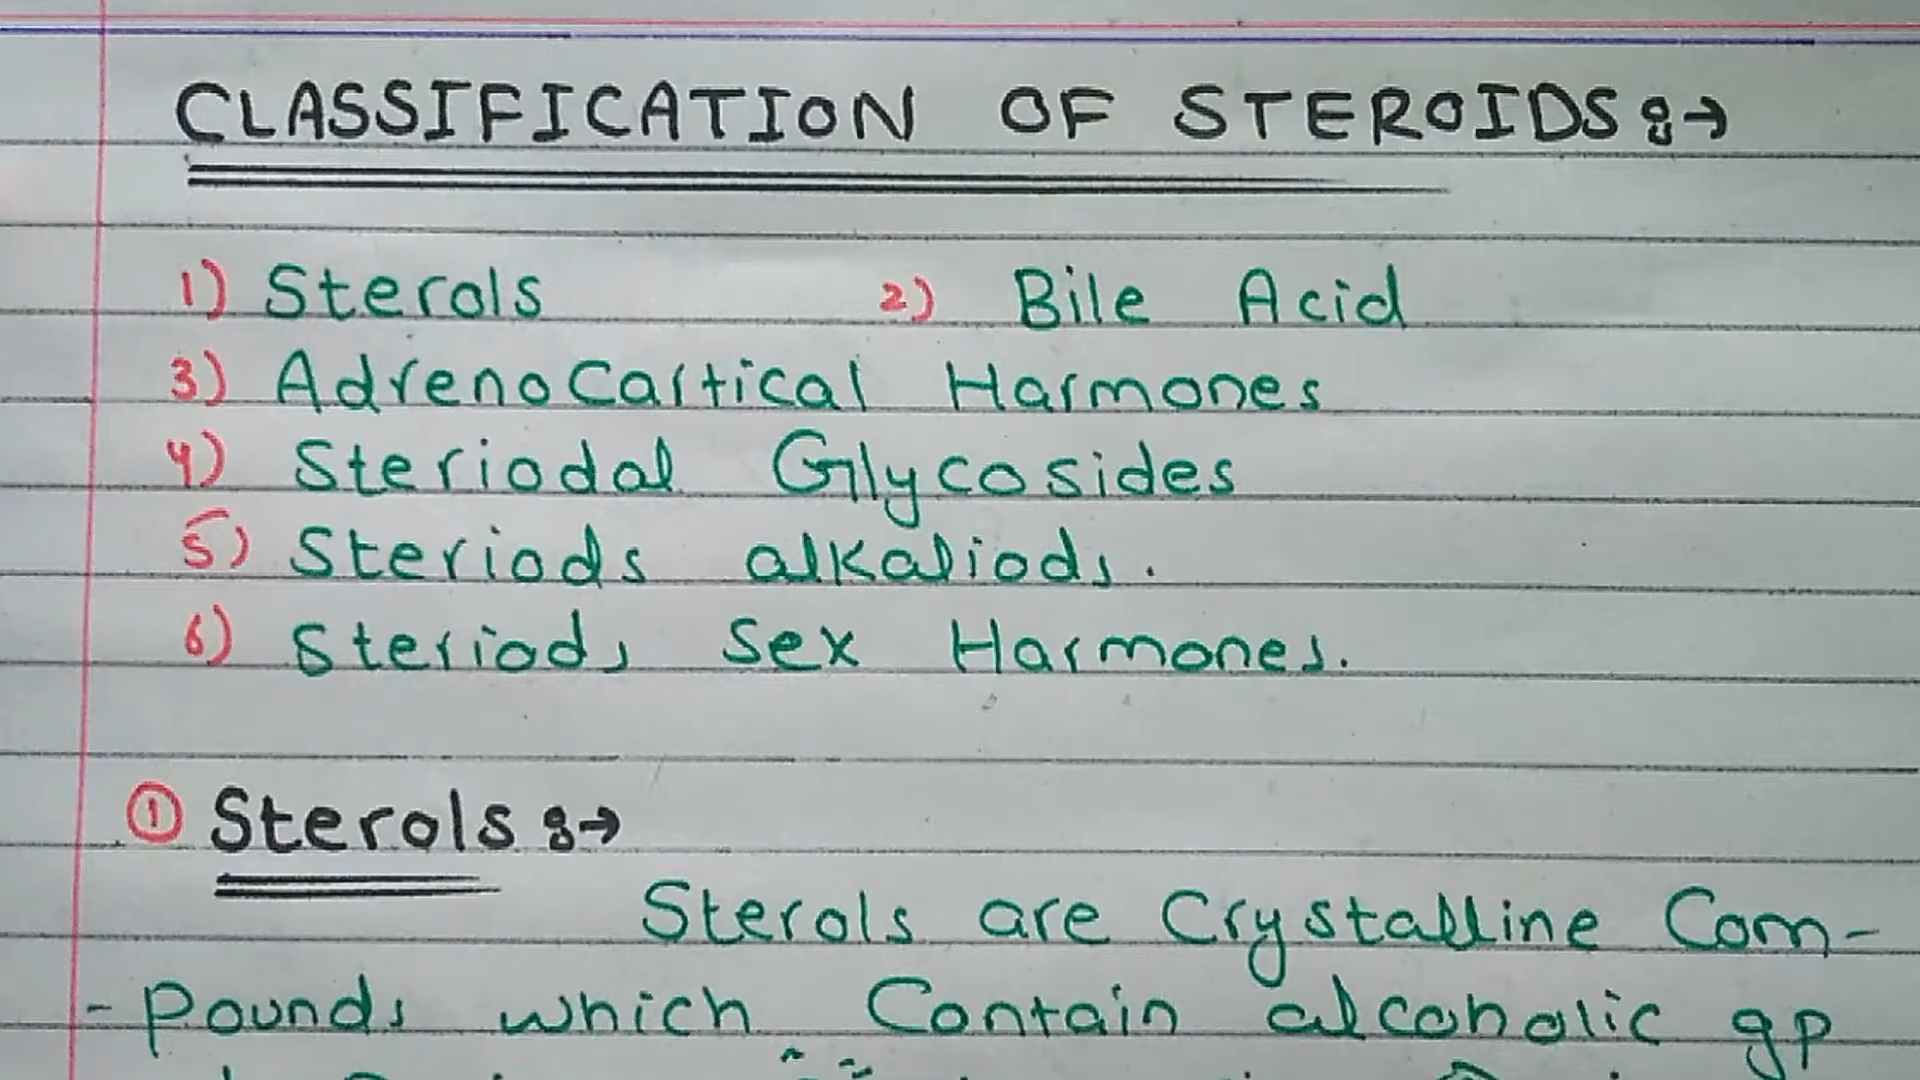 CLASSIFICATION OF STEROIDS :→
1) Sterols 2) Bile Acid
3) AdrenoCartical Harmones
4) Steriodal Glycosides
5) Steriods alkaliods.
6) Steriods Sex Harmones.
① Sterols :→
Sterols are Crystalline Com-
- pounds which Contain alcoholic gp